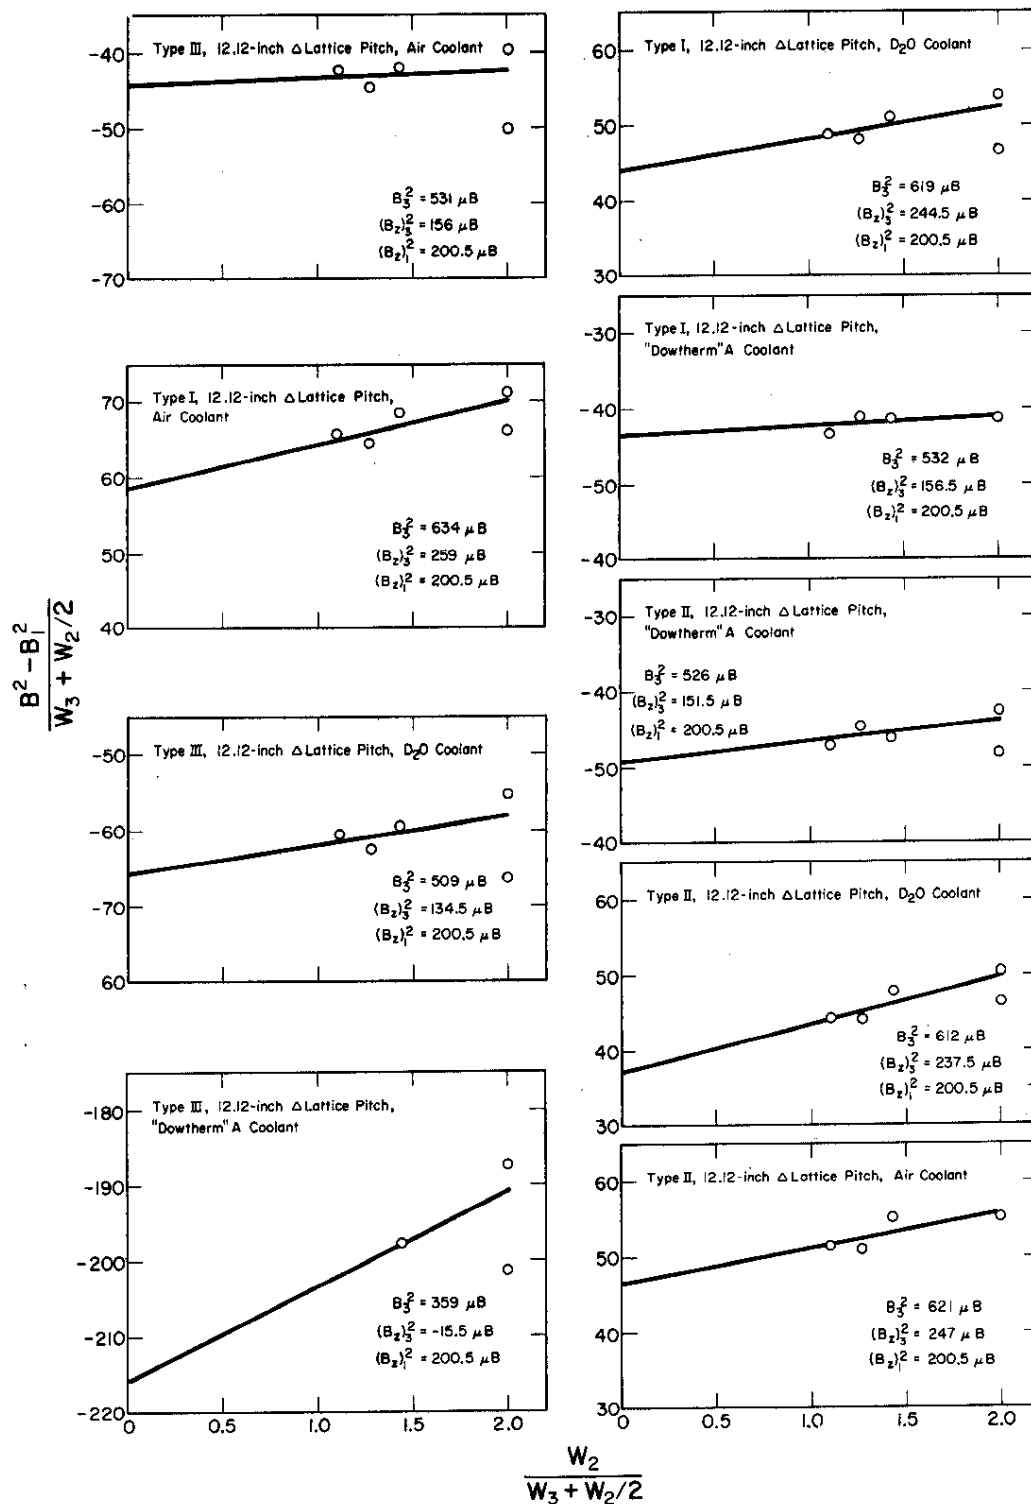 B² – B₁²
W₃ + W₂/2
-40
-50
-60
-70
Type III, 12.12-inch Δ Lattice Pitch, Air Coolant
B₃² = 531 μB
(B_z)₃² = 156 μB
(B_z)₁² = 200.5 μB
70
60
50
40
Type I, 12.12-inch Δ Lattice Pitch,
Air Coolant
B₃² = 634 μB
(B_z)₃² = 259 μB
(B_z)₁² = 200.5 μB
-50
-60
-70
60
Type III, 12.12-inch Δ Lattice Pitch, D₂O Coolant
B₃² = 509 μB
(B_z)₃² = 134.5 μB
(B_z)₁² = 200.5 μB
-180
-190
-200
-210
-220
Type III, 12.12-inch Δ Lattice Pitch,
"Dowtherm" A Coolant
B₃² = 359 μB
(B_z)₃² = -15.5 μB
(B_z)₁² = 200.5 μB
0 0.5 1.0 1.5 2.0
60
50
40
30
Type I, 12.12-inch Δ Lattice Pitch, D₂O Coolant
B₃² = 619 μB
(B_z)₃² = 244.5 μB
(B_z)₁² = 200.5 μB
-30
-40
-50
-40
Type I, 12.12-inch Δ Lattice Pitch,
"Dowtherm" A Coolant
B₃² = 532 μB
(B_z)₃² = 156.5 μB
(B_z)₁² = 200.5 μB
-30
-40
-50
-40
Type II, 12.12-inch Δ Lattice Pitch,
"Dowtherm" A Coolant
B₃² = 526 μB
(B_z)₃² = 151.5 μB
(B_z)₁² = 200.5 μB
60
50
40
30
Type II, 12.12-inch Δ Lattice Pitch, D₂O Coolant
B₃² = 612 μB
(B_z)₃² = 237.5 μB
(B_z)₁² = 200.5 μB
60
50
40
30
Type II, 12.12-inch Δ Lattice Pitch, Air Coolant
B₃² = 621 μB
(B_z)₃² = 247 μB
(B_z)₁² = 200.5 μB
0 0.5 1.0 1.5 2.0
W₂
W₃ + W₂/2